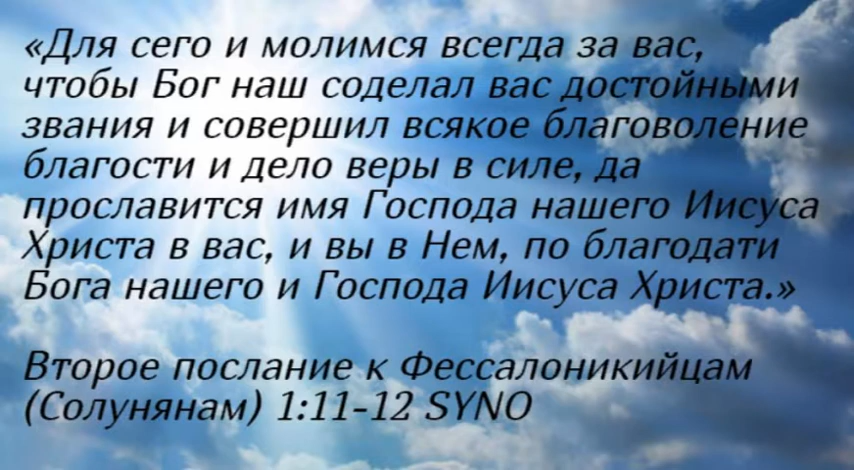 «Для сего и молимся всегда за вас,
чтобы Бог наш соделал вас достойными
звания и совершил всякое благоволение
благости и дело веры в силе, да
прославится имя Господа нашего Иисуса
Христа в вас, и вы в Нем, по благодати
Бога нашего и Господа Иисуса Христа.»
Второе послание к Фессалоникийцам
(Солунянам) 1:11-12 SYNO